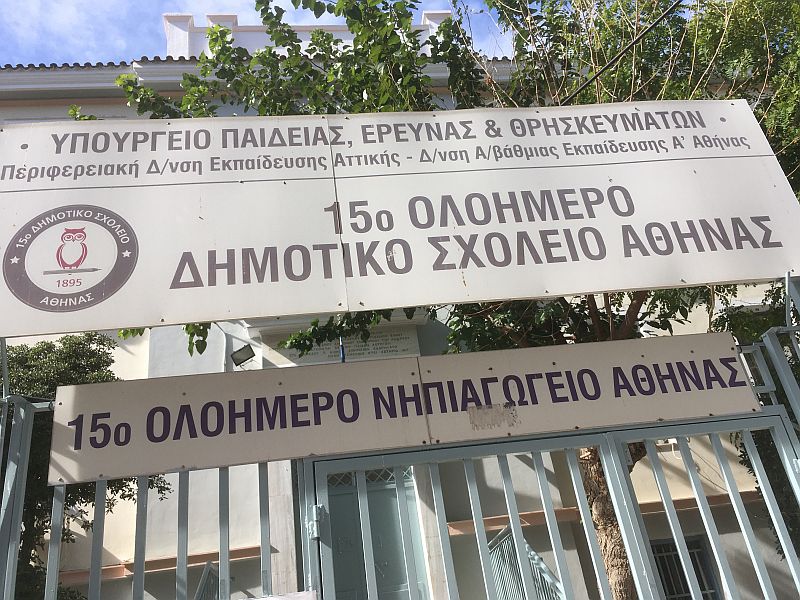 · ΥΠΟΥΡΓΕΙΟ ΠΑΙΔΕΙΑΣ, ΕΡΕΥΝΑΣ & ΘΡΗΣΚΕΥΜΑΤΩΝ ·
Περιφερειακή Δ/νση Εκπαίδευσης Αττικής - Δ/νση Α/βάθμιας Εκπαίδευσης Α' Αθήνας
15ο ΟΛΟΗΜΕΡΟ
ΔΗΜΟΤΙΚΟ ΣΧΟΛΕΙΟ ΑΘΗΝΑΣ
15ο ΔΗΜΟΤΙΚΟ ΣΧΟΛΕΙΟ
1895
ΑΘΗΝΑΣ
15ο ΟΛΟΗΜΕΡΟ ΝΗΠΙΑΓΩΓΕΙΟ ΑΘΗΝΑΣ